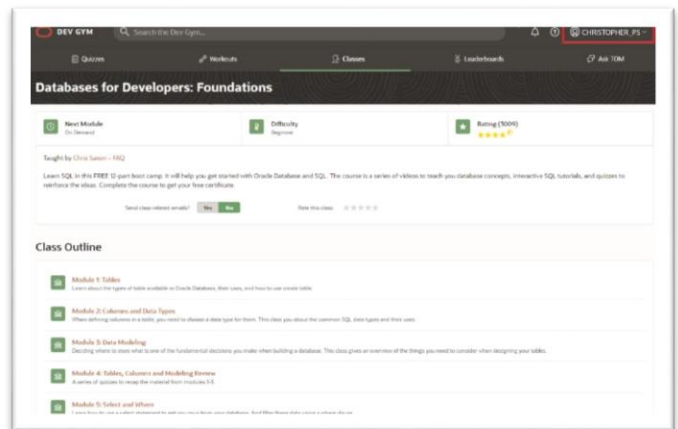 DEV GYM
Search the Dev Gym...
CHRISTOPHER_PS
Quizzes
Workouts
Classes
Leaderboards
Ask TOM
Databases for Developers: Foundations
Next Module
On Demand
Difficulty
Beginner
Rating (3009)
Taught by Chris Saxon - FAQ
Learn SQL in this FREE 12-part boot camp. It will help you get started with Oracle Database and SQL. The course is a series of videos to teach you database concepts, interactive SQL tutorials, and quizzes to
reinforce the ideas. Complete the course to get your free certificate.
Send class-related emails? Yes No
Rate this class:
Class Outline
Module 1: Tables
Learn about the types of table available in Oracle Database, their uses, and how to use create table
Module 2: Columns and Data Types
When defining columns in a table, you need to choose a data type for them. This class you about the common SQL data types and their uses.
Module 3: Data Modeling
Deciding where to store what is one of the fundamental decisions you make when building a database. This class gives an overview of the things you need to consider when designing your tables.
Module 4: Tables, Columns and Modeling Review
A series of quizzes to recap the material from modules 1-3
Module 5: Select and Where